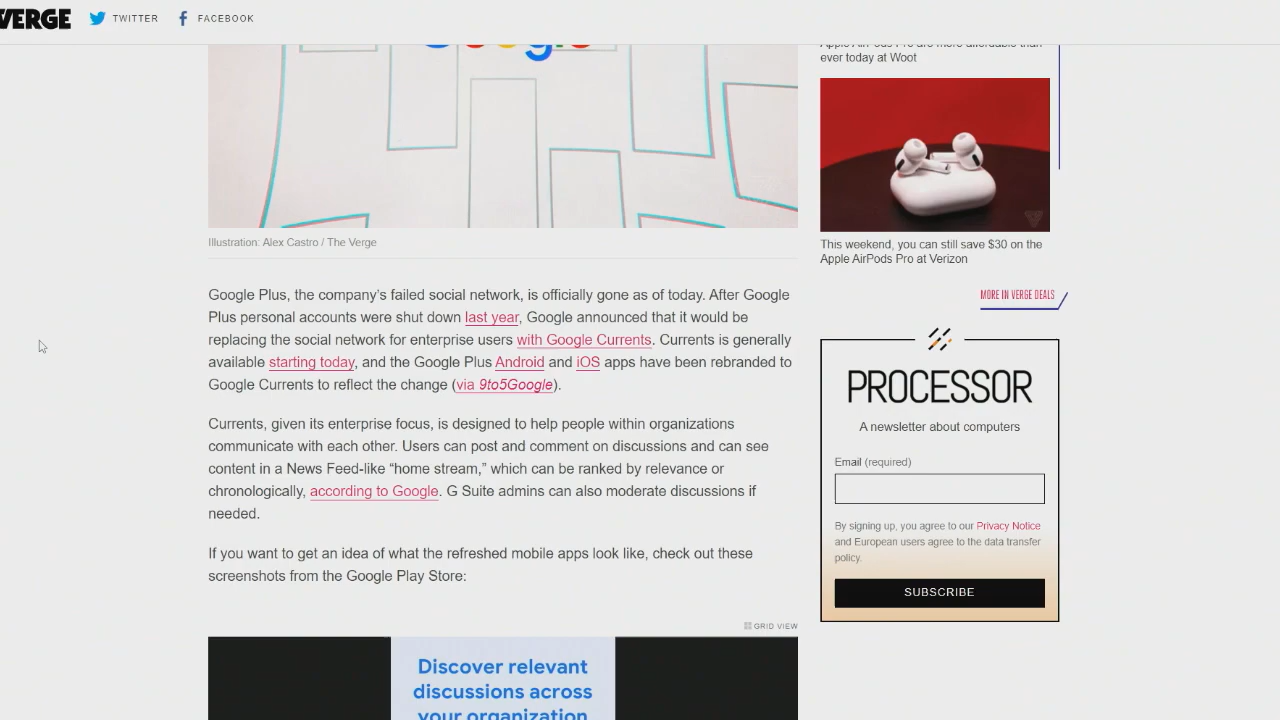 VERGE
TWITTER
FACEBOOK
Google
Illustration: Alex Castro / The Verge
Google Plus, the company's failed social network, is officially gone as of today. After Google
Plus personal accounts were shut down last year, Google announced that it would be
replacing the social network for enterprise users with Google Currents. Currents is generally
available starting today, and the Google Plus Android and iOS apps have been rebranded to
Google Currents to reflect the change (via 9to5Google).
Currents, given its enterprise focus, is designed to help people within organizations
communicate with each other. Users can post and comment on discussions and can see
content in a News Feed-like “home stream,” which can be ranked by relevance or
chronologically, according to Google. G Suite admins can also moderate discussions if
needed.
If you want to get an idea of what the refreshed mobile apps look like, check out these
screenshots from the Google Play Store:
GRID VIEW
Discover relevant
discussions across
your organization
Apple AirPods Pro are more affordable than
ever today at Woot
This weekend, you can still save $30 on the
Apple AirPods Pro at Verizon
MORE IN VERGE DEALS
PROCESSOR
A newsletter about computers
Email (required)
By signing up, you agree to our Privacy Notice
and European users agree to the data transfer
policy.
SUBSCRIBE